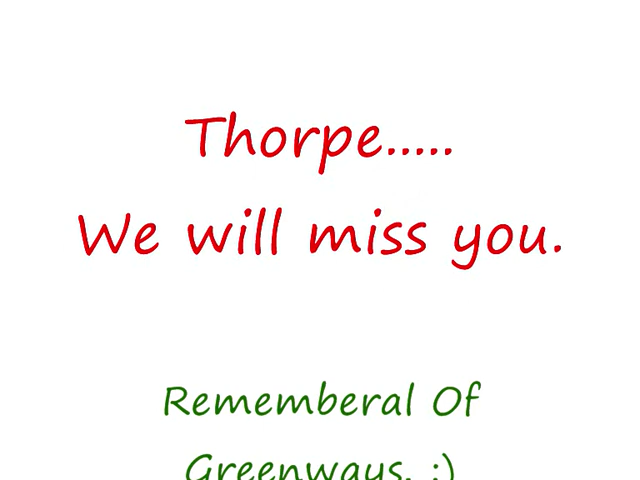 Thorpe.....
We will miss you.
Rememberal Of
Greenways. :)